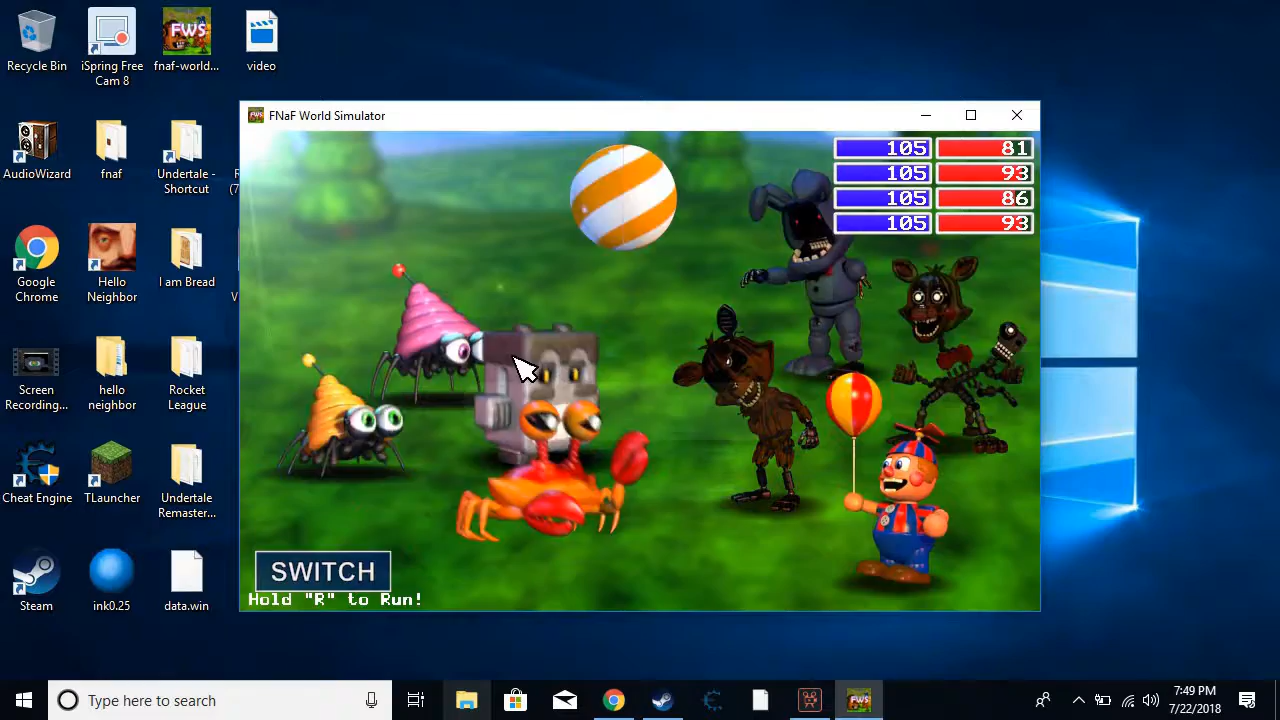 Recycle Bin
iSpring Free
Cam 8
fnaf-world...
video
FNaF World Simulator
105 81
105 93
105 86
105 93
AudioWizard
fnaf
Undertale -
Shortcut
Google
Chrome
Hello
Neighbor
I am Bread
Screen
Recording...
hello
neighbor
Rocket
League
Cheat Engine
TLauncher
Undertale
Remaster...
SWITCH
Hold "R" to Run!
Steam
ink0.25
data.win
Type here to search
7:49 PM
7/22/2018